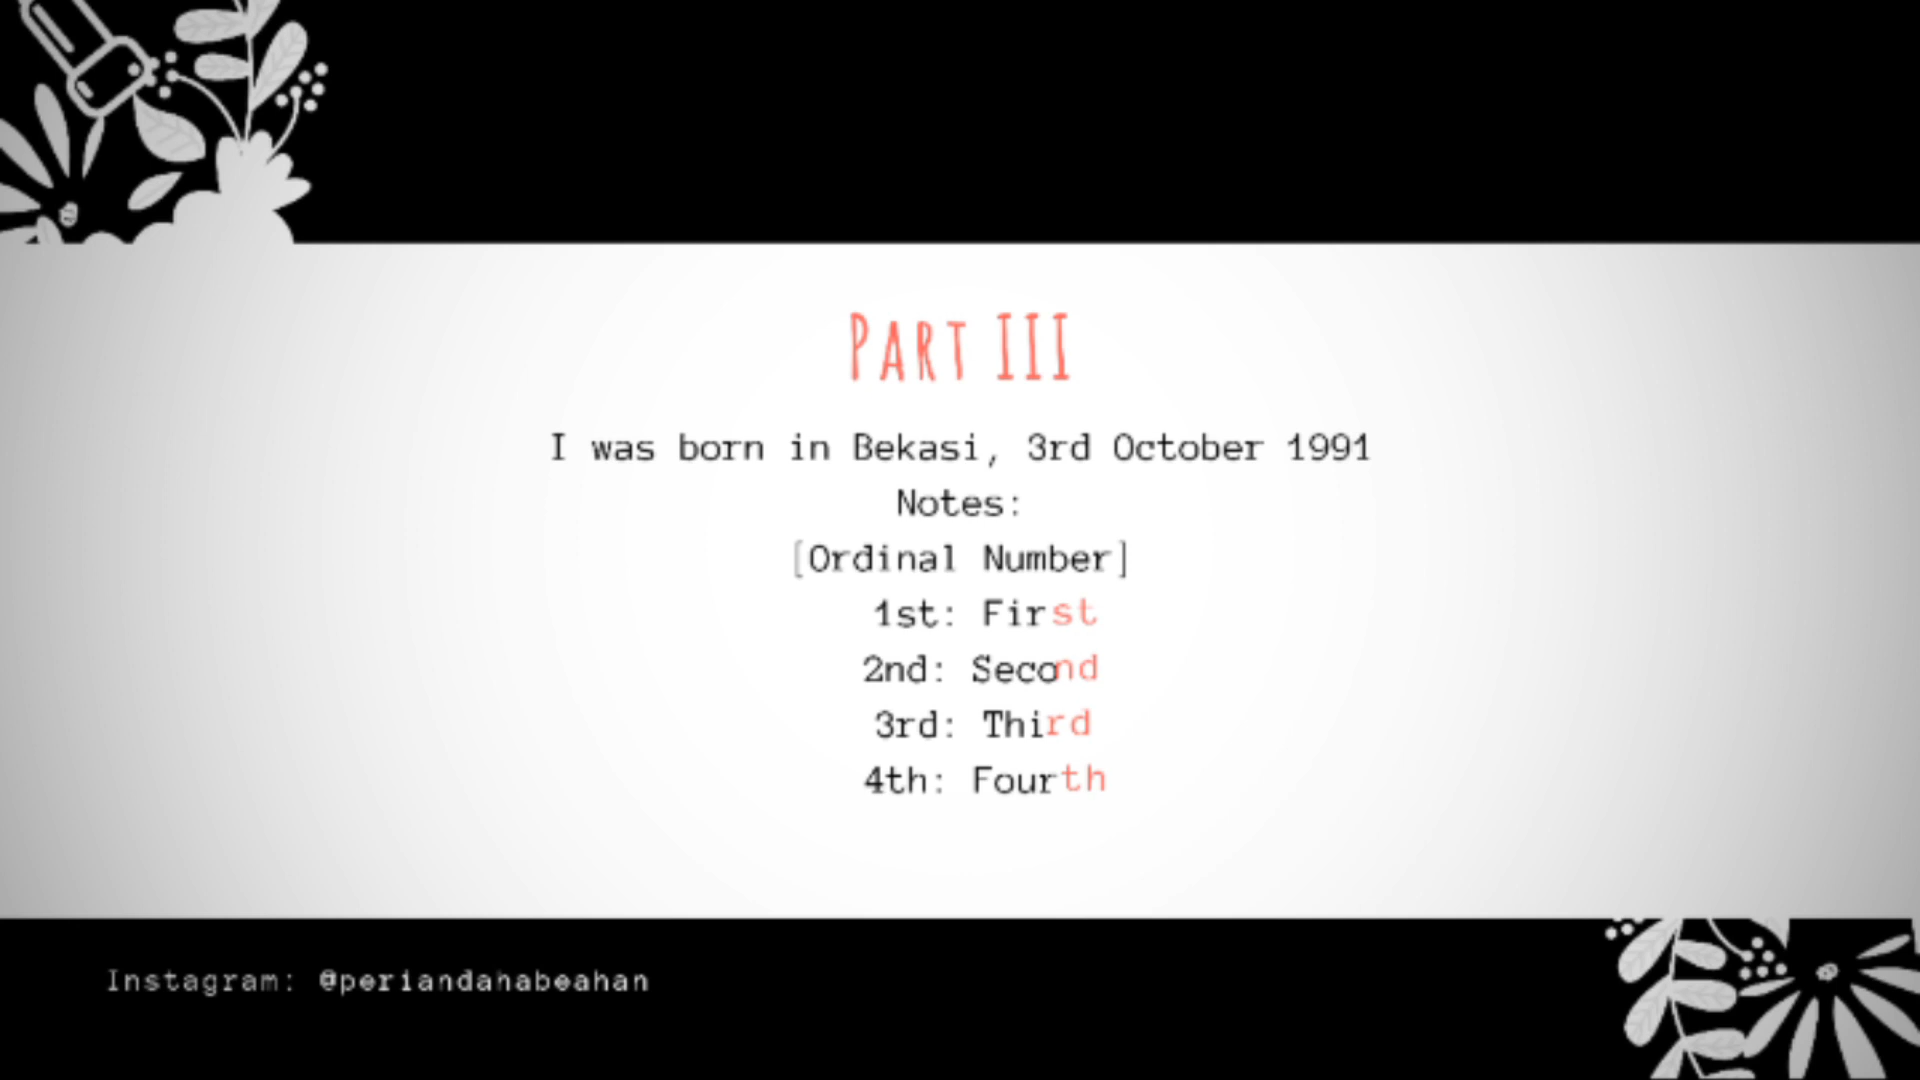 Part III
I was born in Bekasi, 3rd October 1991
Notes:
[Ordinal Number]
1st: First
2nd: Second
3rd: Third
4th: Fourth
Instagram: @periandahabeahan